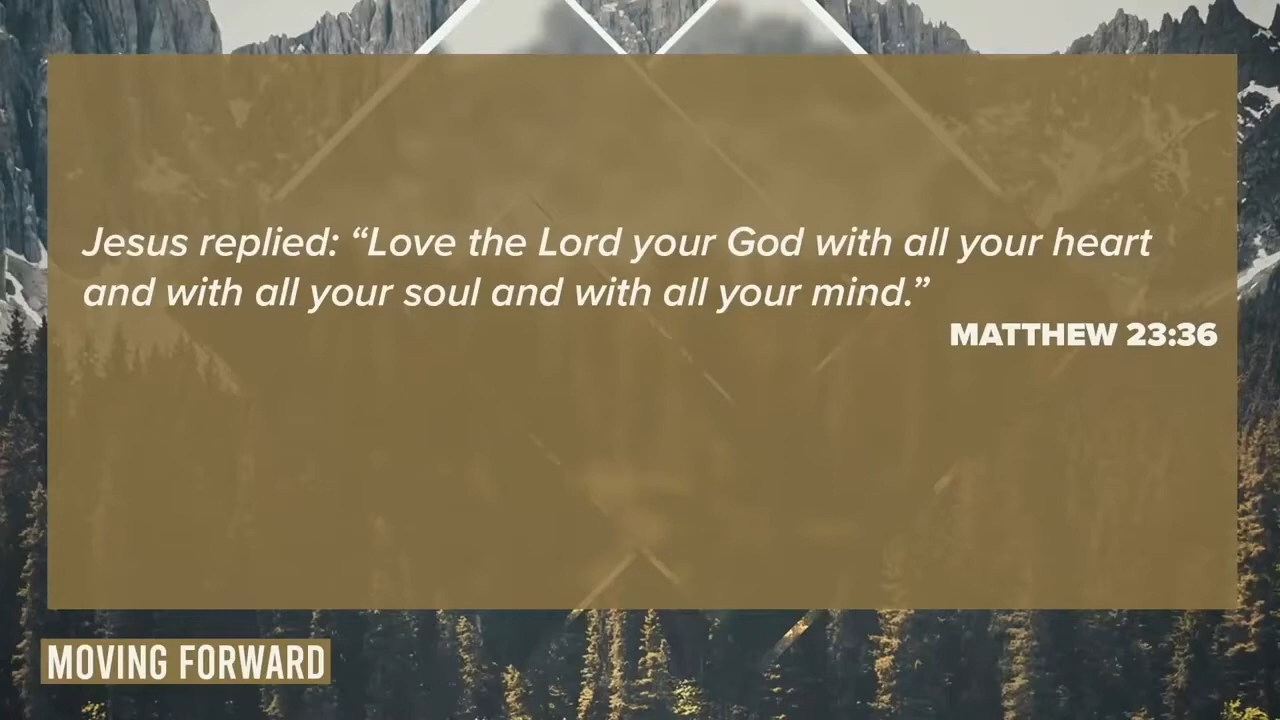 Jesus replied: “Love the Lord your God with all your heart
and with all your soul and with all your mind.”
MATTHEW 23:36
MOVING FORWARD